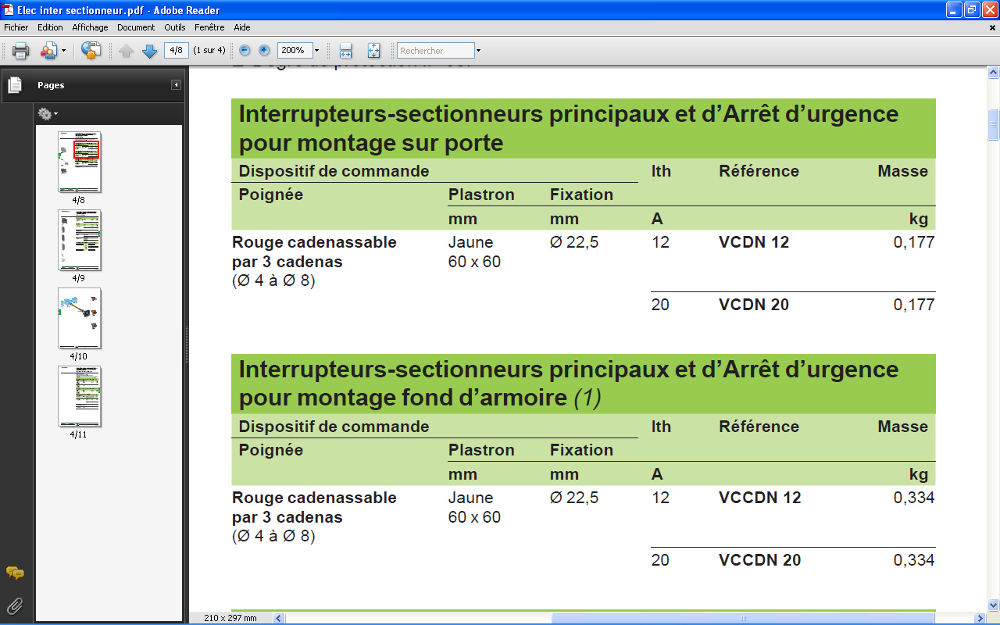 Elec inter sectionneur.pdf - Adobe Reader
Fichier Edition Affichage Document Outils Fenêtre Aide
4/8 (1 sur 4) 200% Rechercher
Pages
4/8
4/9
4/10
4/11
Interrupteurs-sectionneurs principaux et d'Arrêt d'urgence
pour montage sur porte
Dispositif de commande Ith Référence Masse
Poignée Plastron Fixation
mm mm A kg
Rouge cadenassable Jaune Ø 22,5 12 VCDN 12 0,177
par 3 cadenas 60 x 60
(Ø 4 à Ø 8)
20 VCDN 20 0,177
Interrupteurs-sectionneurs principaux et d'Arrêt d'urgence
pour montage fond d'armoire (1)
Dispositif de commande Ith Référence Masse
Poignée Plastron Fixation
mm mm A kg
Rouge cadenassable Jaune Ø 22,5 12 VCCDN 12 0,334
par 3 cadenas 60 x 60
(Ø 4 à Ø 8)
20 VCCDN 20 0,334
210 x 297 mm